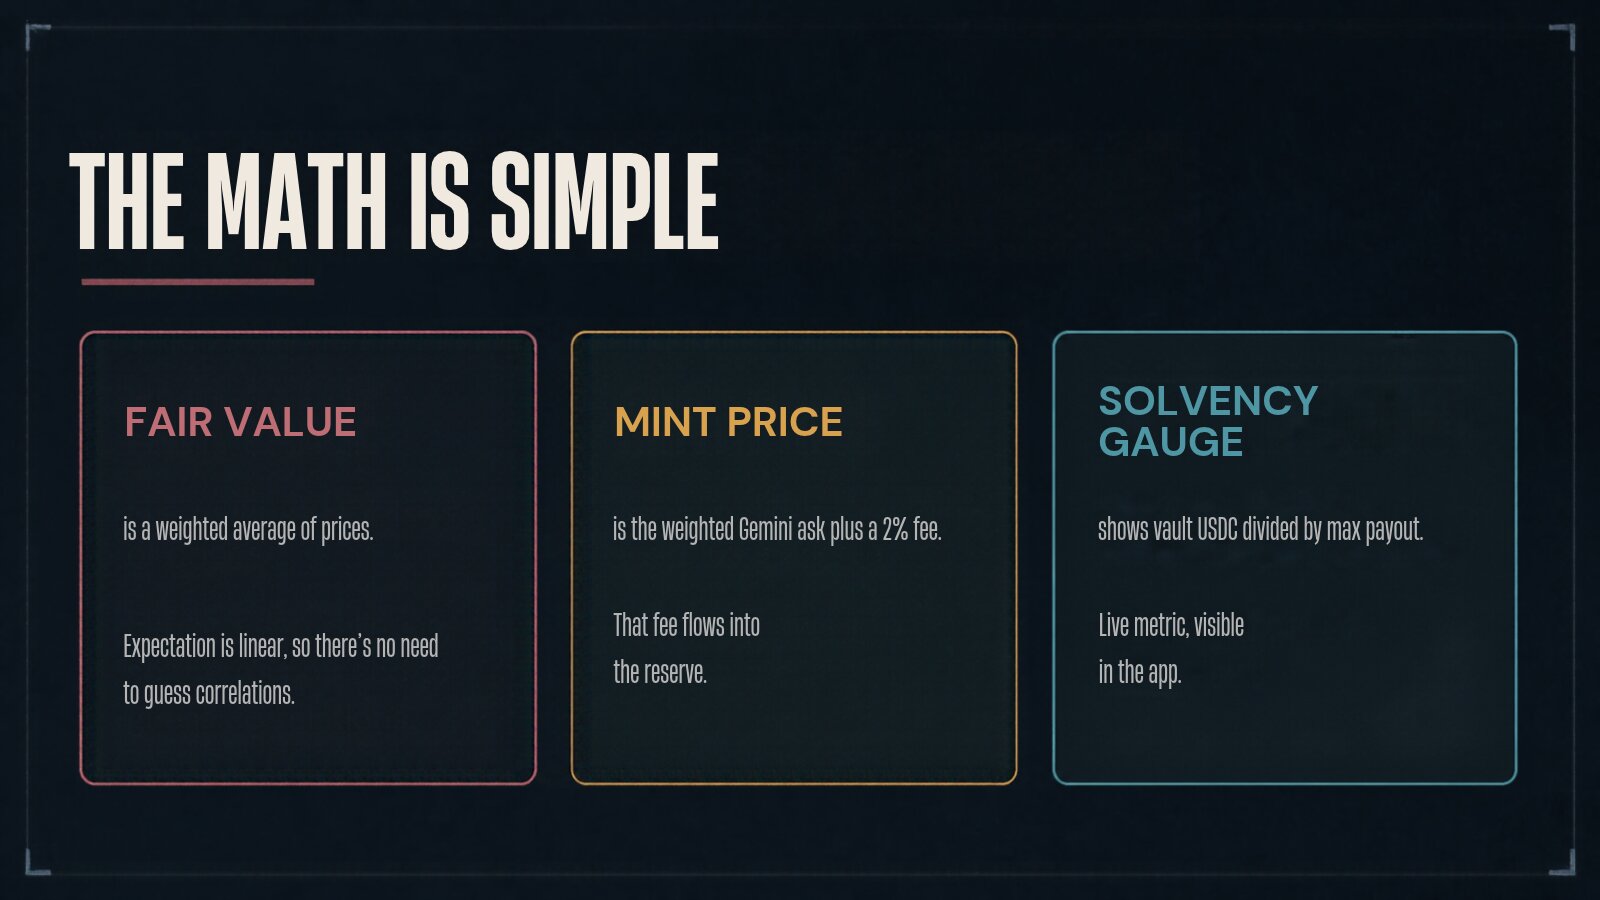 THE MATH IS SIMPLE
FAIR VALUE
is a weighted average of prices.
Expectation is linear, so there's no need
to guess correlations.
MINT PRICE
is the weighted Gemini ask plus a 2% fee.
That fee flows into
the reserve.
SOLVENCY
GAUGE
shows vault USDC divided by max payout.
Live metric, visible
in the app.